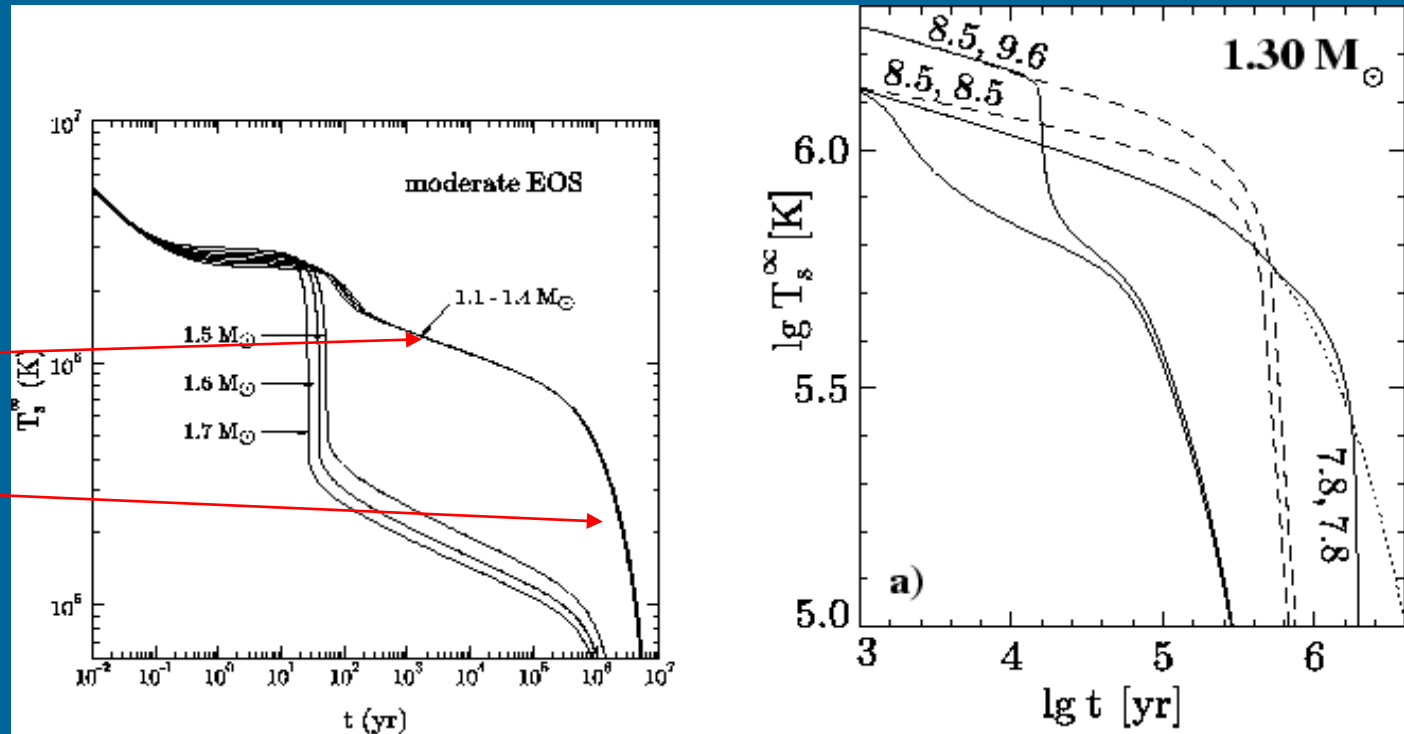 10⁷
10⁶
10⁵
T_s^∞ (K)
moderate EOS
1.1 - 1.4 M☉
1.5 M☉
1.6 M☉
1.7 M☉
10⁻² 10⁻¹ 10⁰ 10¹ 10² 10³ 10⁴ 10⁵ 10⁶ 10⁷
t (yr)
1.30 M☉
8.5, 9.6
8.5, 8.5
7.8, 7.8
6.0
5.5
5.0
lg T_s^∞ [K]
a)
3 4 5 6
lg t [yr]